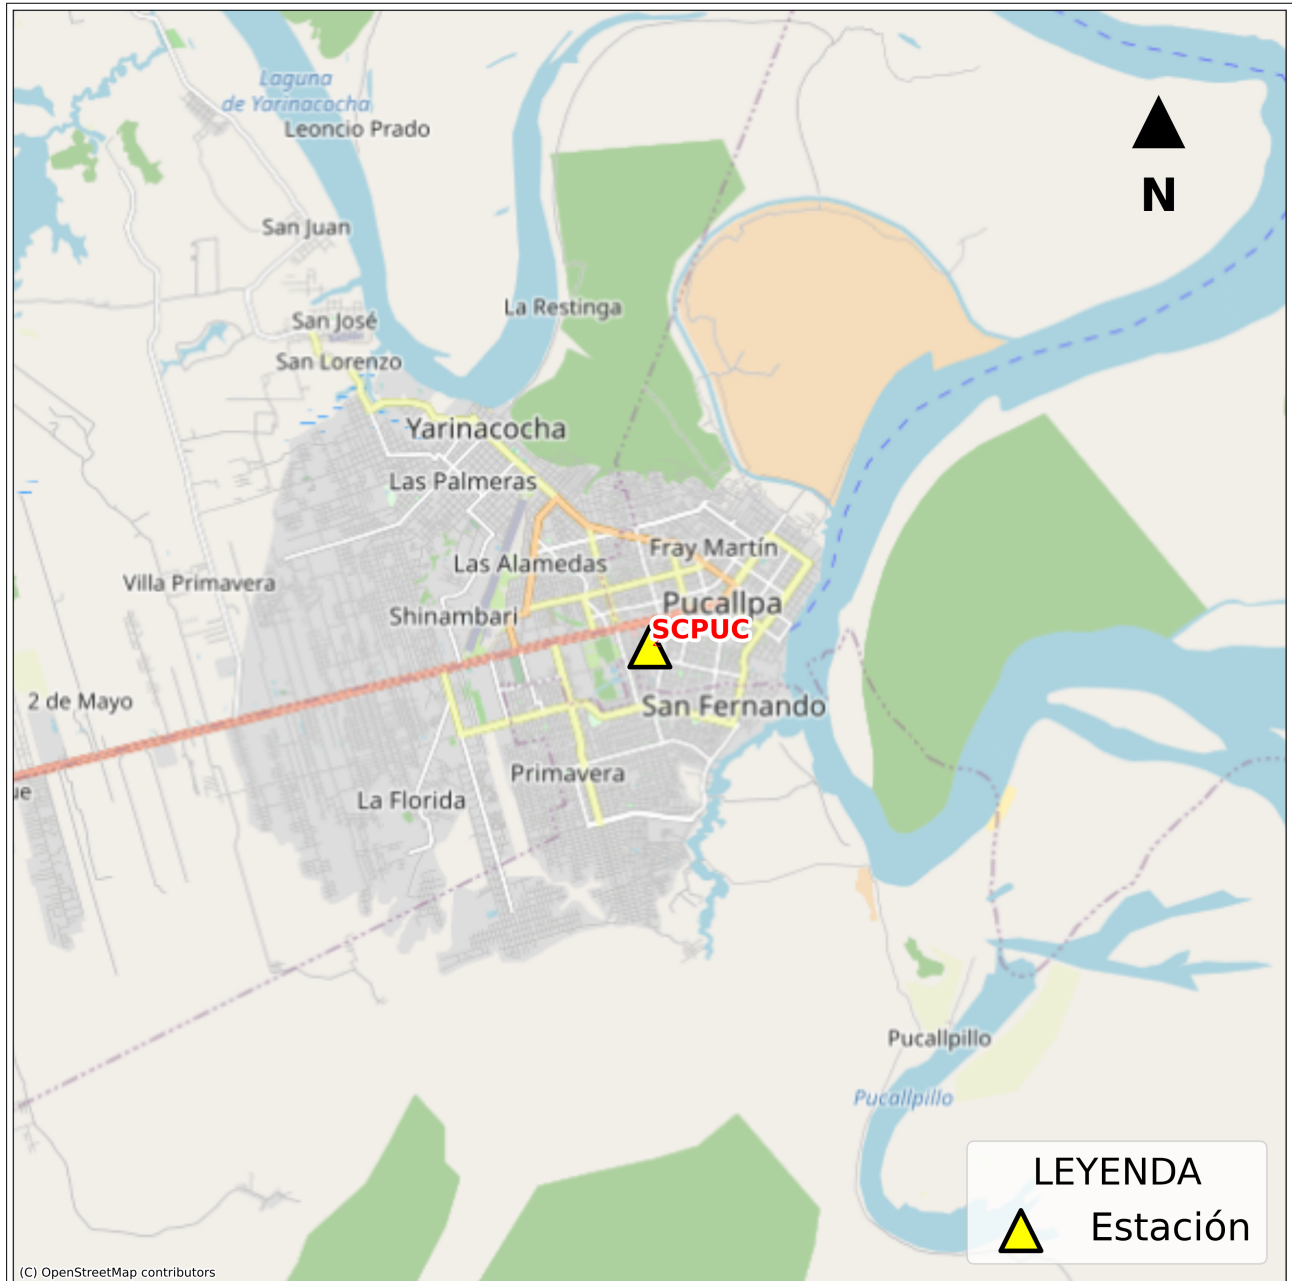 Laguna
de Yarinacocha
Leoncio Prado
N
San Juan
La Restinga
San José
San Lorenzo
Yarinacocha
Las Palmeras
Fray Martín
Las Alamedas
Villa Primavera
Pucallpa
Shinambari
SCPUC
2 de Mayo
San Fernando
Primavera
ue
La Florida
Pucallpillo
Pucallpillo
LEYENDA
Estación
(C) OpenStreetMap contributors